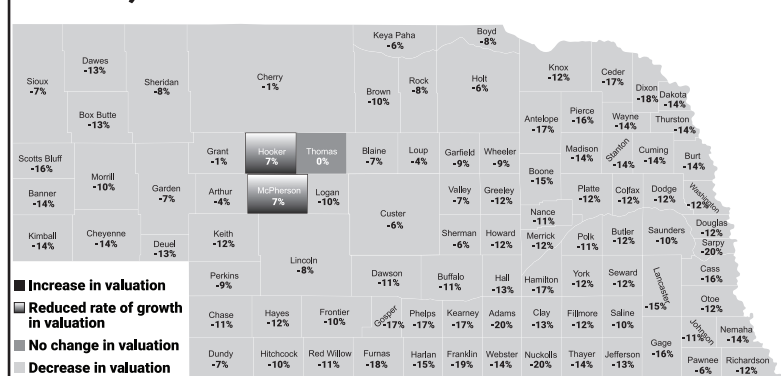 Keya Paha
-6%
Boyd
-8%
Dawes
-13%
Sioux
-7%
Sheridan
-8%
Cherry
-1%
Brown
-10%
Rock
-8%
Holt
-6%
Knox
-12%
Ceder
-17%
Dixon
-18%
Dakota
-14%
Box Butte
-13%
Antelope
-17%
Pierce
-16%
Wayne
-14%
Thurston
-14%
Scotts Bluff
-16%
Morrill
-10%
Garden
-7%
Grant
-1%
Hooker
7%
Thomas
0%
Blaine
-7%
Loup
-4%
Garfield
-9%
Wheeler
-9%
Boone
-15%
Madison
-14%
Stanton
-14%
Cuming
-14%
Burt
-14%
Banner
-14%
Arthur
-4%
McPherson
7%
Logan
-10%
Custer
-6%
Valley
-7%
Greeley
-12%
Platte
-12%
Colfax
-12%
Dodge
-12%
Washington
-12%
Nance
-11%
Kimball
-14%
Cheyenne
-14%
Deuel
-13%
Keith
-12%
Lincoln
-8%
Sherman
-6%
Howard
-12%
Merrick
-12%
Polk
-11%
Butler
-12%
Saunders
-10%
Douglas
-12%
Sarpy
-20%
Perkins
-9%
Dawson
-11%
Buffalo
-11%
Hall
-13%
Hamilton
-17%
York
-12%
Seward
-12%
Lancaster
-15%
Cass
-16%
Otoe
-12%
Chase
-11%
Hayes
-12%
Frontier
-10%
Gosper
-17%
Phelps
-17%
Kearney
-17%
Adams
-20%
Clay
-13%
Fillmore
-12%
Saline
-10%
Gage
-16%
Johnson
-11%
Nemaha
-14%
Dundy
-7%
Hitchcock
-10%
Red Willow
-11%
Furnas
-18%
Harlan
-15%
Franklin
-19%
Webster
-14%
Nuckolls
-20%
Thayer
-14%
Jefferson
-13%
Pawnee
-6%
Richardson
-12%
Increase in valuation
Reduced rate of growth
in valuation
No change in valuation
Decrease in valuation